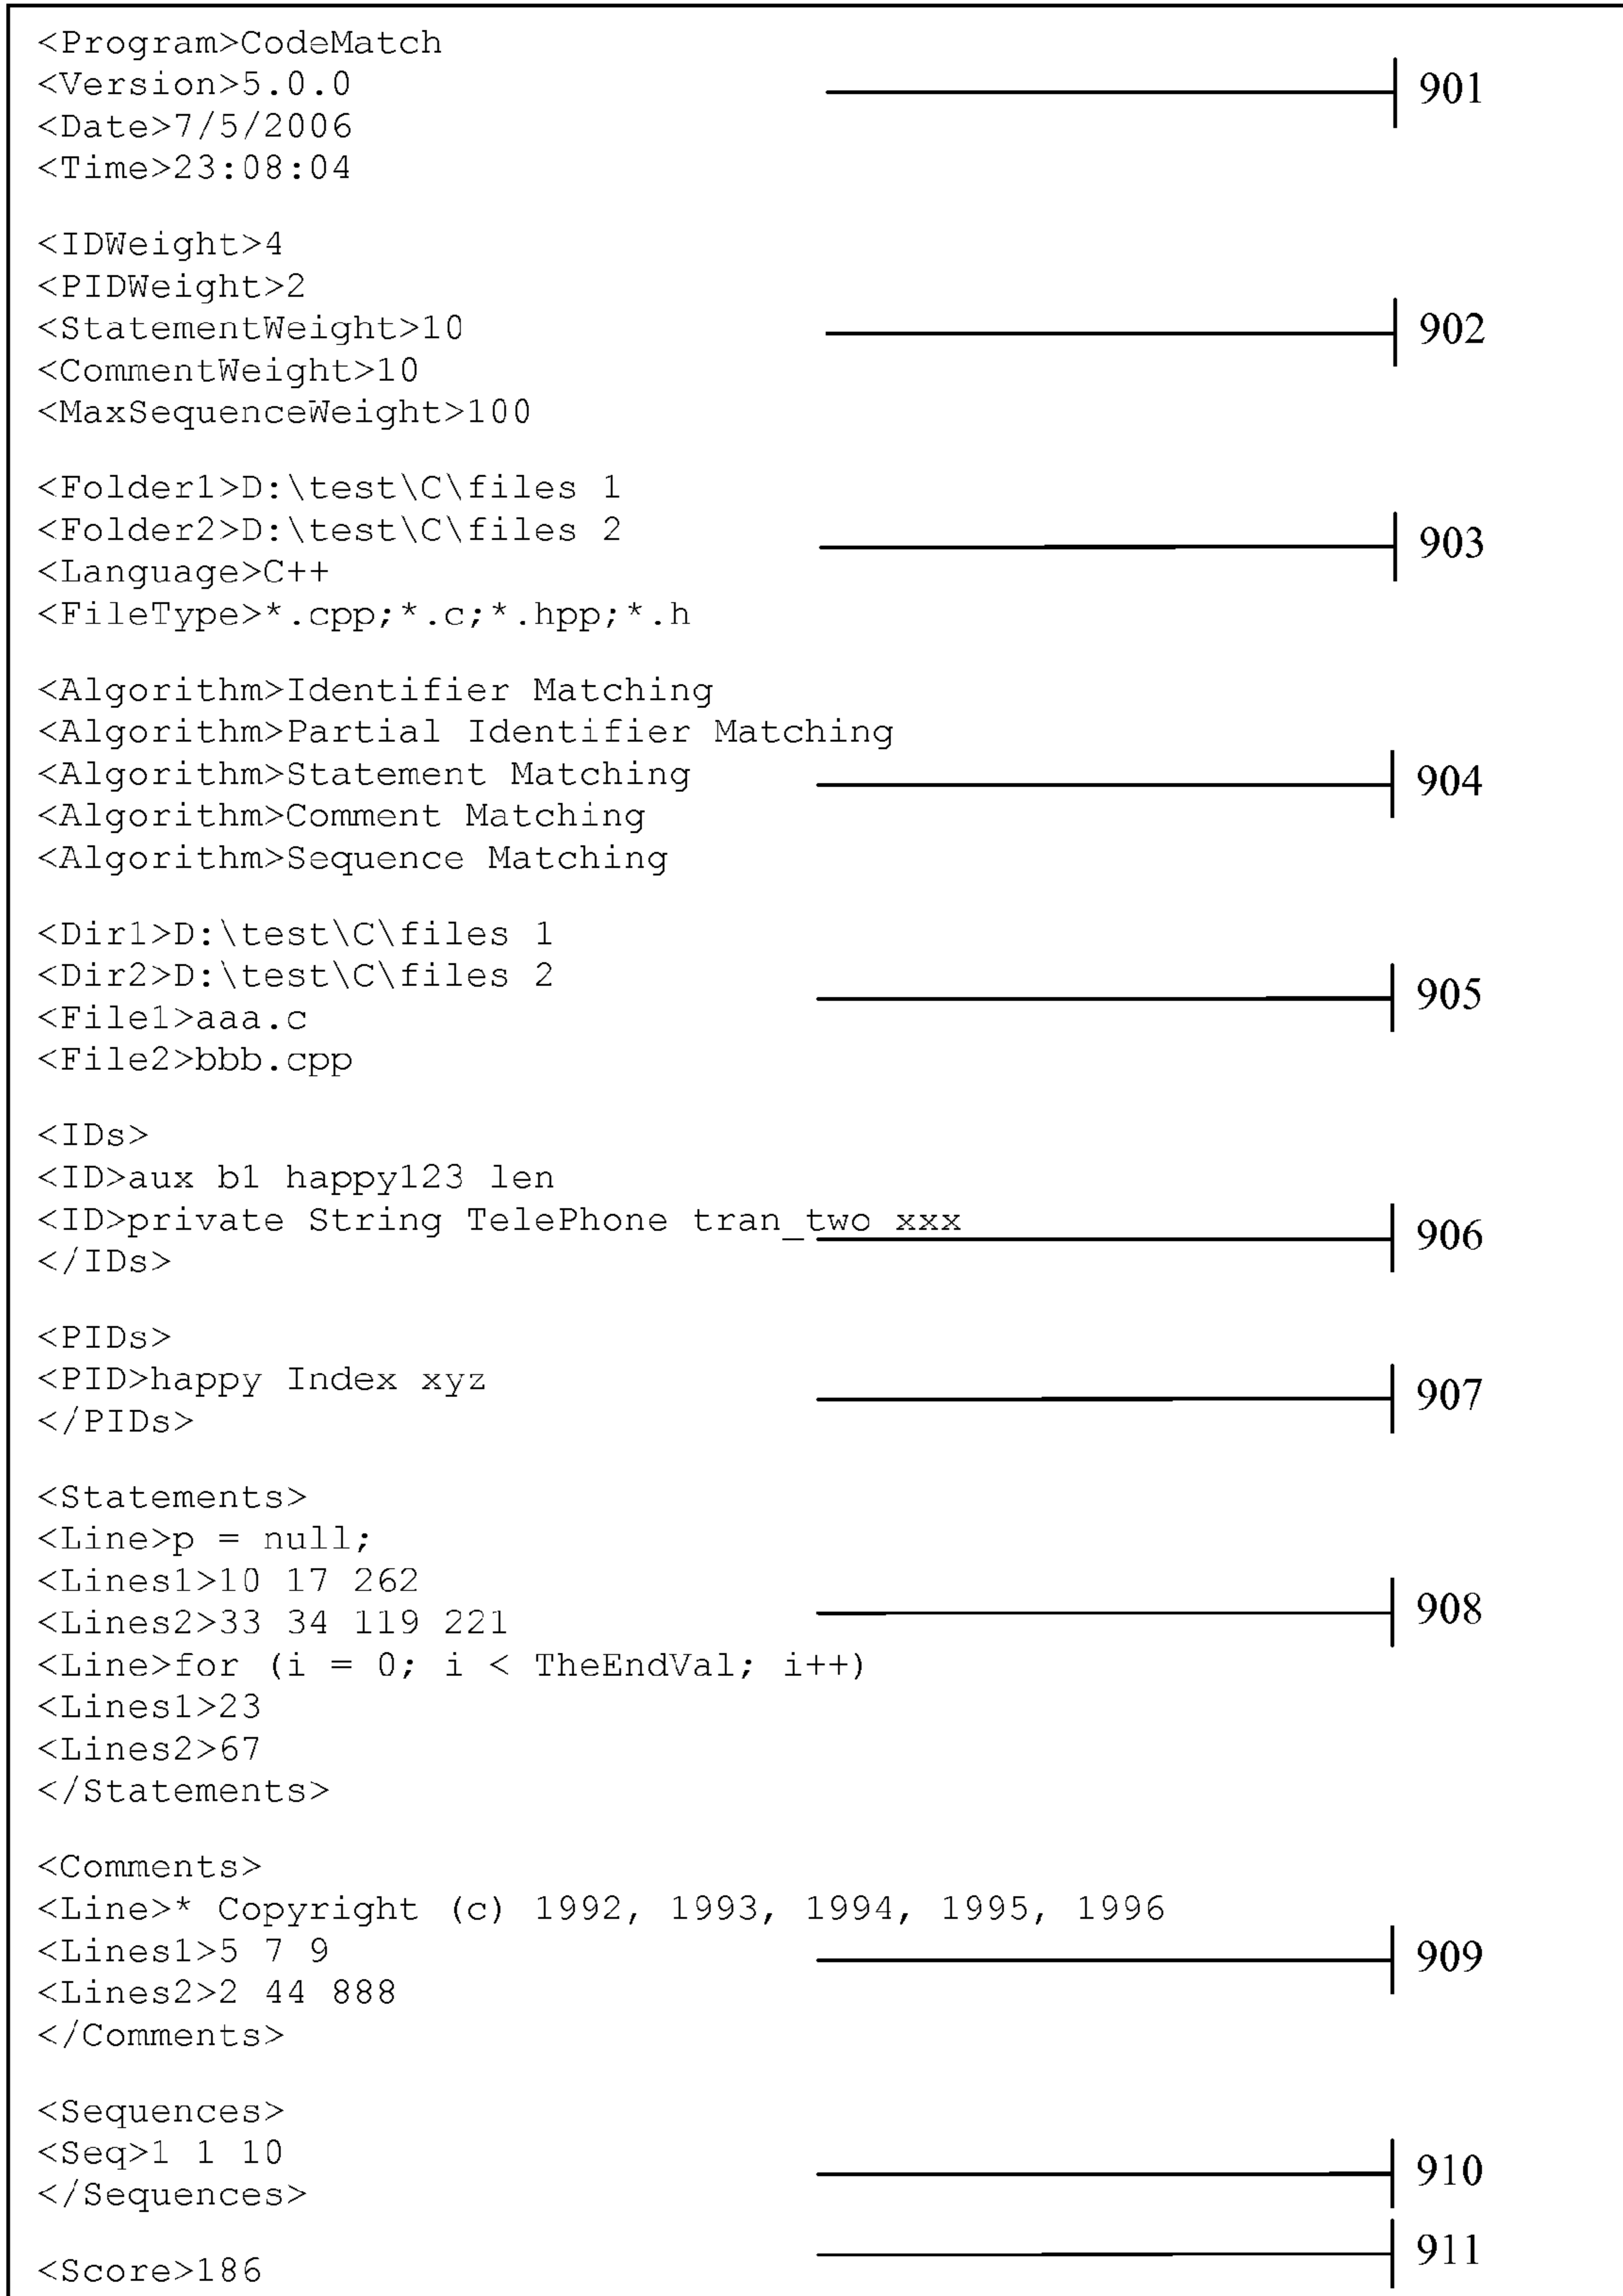 <Program>CodeMatch
<Version>5.0.0
901
<Date>7/5/2006
<Time>23:08:04
<IDWeight>4
<PIDWeight>2
<StatementWeight>10
902
<CommentWeight>10
<MaxSequenceWeight>100
<Folder1>D:\test\C\files 1
<Folder2>D:\test\C\files 2
903
<Language>C++
<FileType>*.cpp;*.c;*.hpp;*.h
<Algorithm>Identifier Matching
<Algorithm>Partial Identifier Matching
<Algorithm>Statement Matching
904
<Algorithm>Comment Matching
<Algorithm>Sequence Matching
<Dir1>D:\test\C\files 1
<Dir2>D:\test\C\files 2
905
<File1>aaa.c
<File2>bbb.cpp
<IDs>
<ID>aux b1 happy123 len
<ID>private String TelePhone tran_two xxx
906
</IDs>
<PIDs>
<PID>happy Index xyz
907
</PIDs>
<Statements>
<Line>p = null;
<Lines1>10 17 262
<Lines2>33 34 119 221
908
<Line>for (i = 0; i < TheEndVal; i++)
<Lines1>23
<Lines2>67
</Statements>
<Comments>
<Line>* Copyright (c) 1992, 1993, 1994, 1995, 1996
<Lines1>5 7 9
909
<Lines2>2 44 888
</Comments>
<Sequences>
<Seq>1 1 10
910
</Sequences>
911
<Score>186